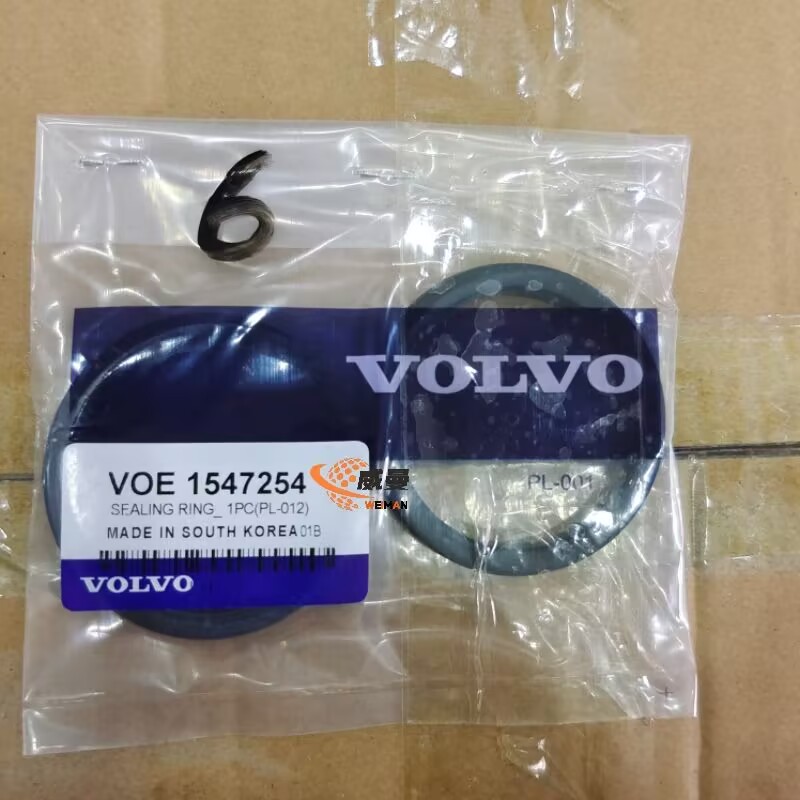 6
VOLVO
PL-001
VOE 1547254
SEALING RING_ 1PC(PL-012)
MADE IN SOUTH KOREA01B
VOLVO
威曼
WEMAN